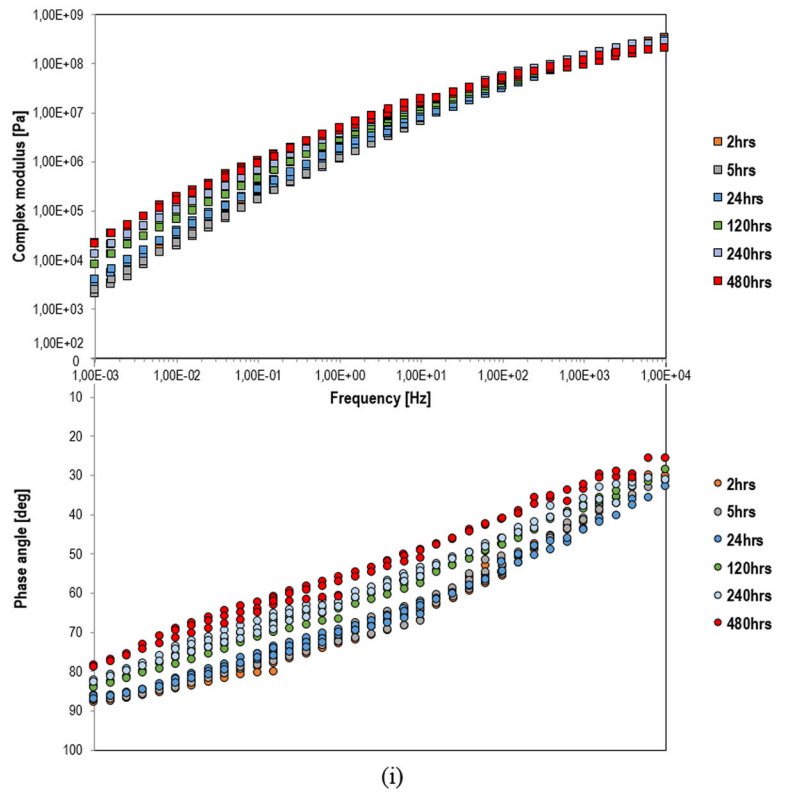 1,00E+09
1,00E+08
1,00E+07
1,00E+06
1,00E+05
1,00E+04
1,00E+03
1,00E+02
Complex modulus [Pa]
2hrs
5hrs
24hrs
120hrs
240hrs
480hrs
0
1,00E-03 1,00E-02 1,00E-01 1,00E+00 1,00E+01 1,00E+02 1,00E+03 1,00E+04
Frequency [Hz]
10
20
30
40
50
60
70
80
90
100
Phase angle [deg]
2hrs
5hrs
24hrs
120hrs
240hrs
480hrs
(i)